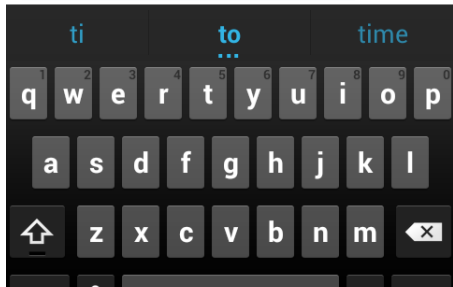 ti to time
1 2 3 4 5 6 7 8 9 0
q w e r t y u i o p
a s d f g h j k l
z x c v b n m